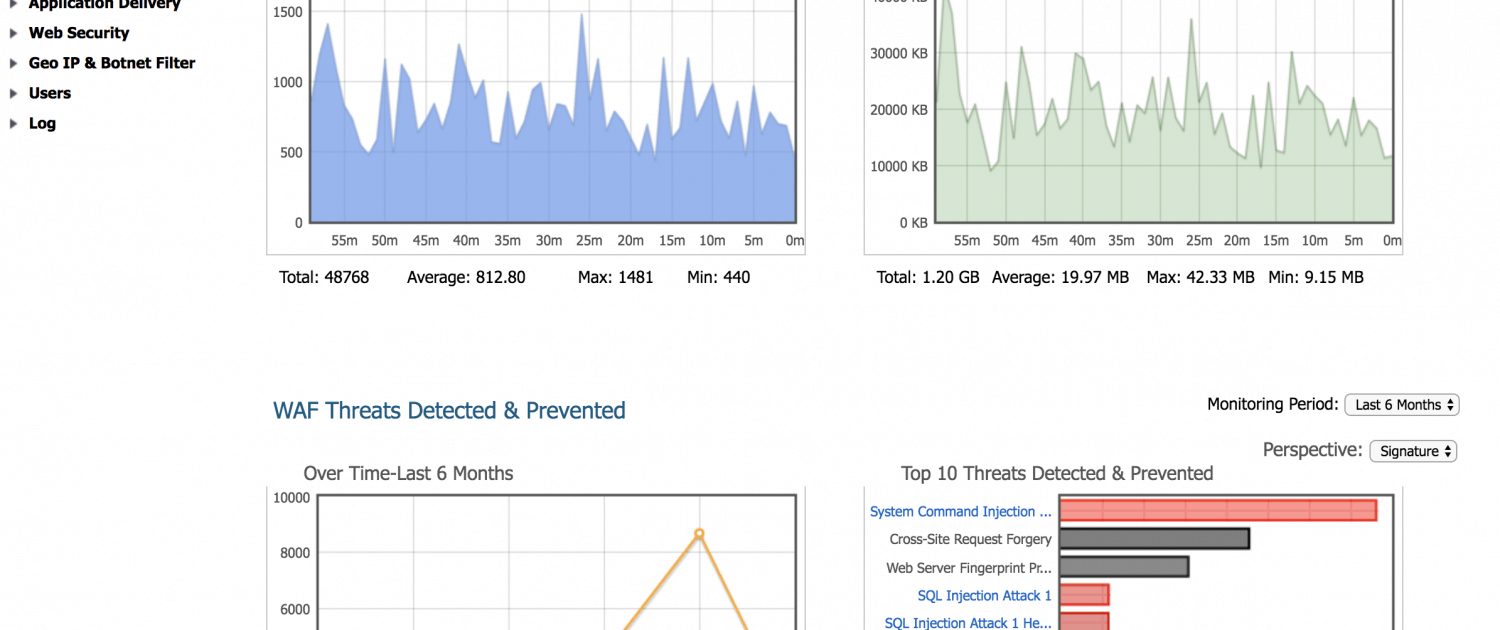 Application Delivery
Web Security
Geo IP & Botnet Filter
Users
Log
1500
1000
500
0
55m 50m 45m 40m 35m 30m 25m 20m 15m 10m 5m 0m
Total: 48768 Average: 812.80 Max: 1481 Min: 440
40000 KB
30000 KB
20000 KB
10000 KB
0 KB
55m 50m 45m 40m 35m 30m 25m 20m 15m 10m 5m 0m
Total: 1.20 GB Average: 19.97 MB Max: 42.33 MB Min: 9.15 MB
WAF Threats Detected & Prevented
Monitoring Period: Last 6 Months
Perspective: Signature
Over Time-Last 6 Months
10000
8000
6000
Top 10 Threats Detected & Prevented
System Command Injection ...
Cross-Site Request Forgery
Web Server Fingerprint Pr...
SQL Injection Attack 1
SQL Injection Attack 1 He...